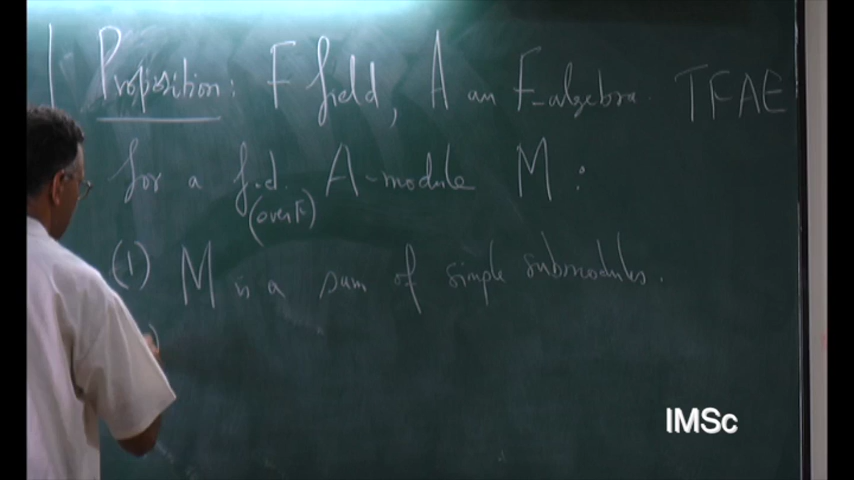 Proposition: F field, A an F-algebra. TFAE
for a f.d. A-module M :
(over F)
(1) M is a sum of simple submodules.
IMSc